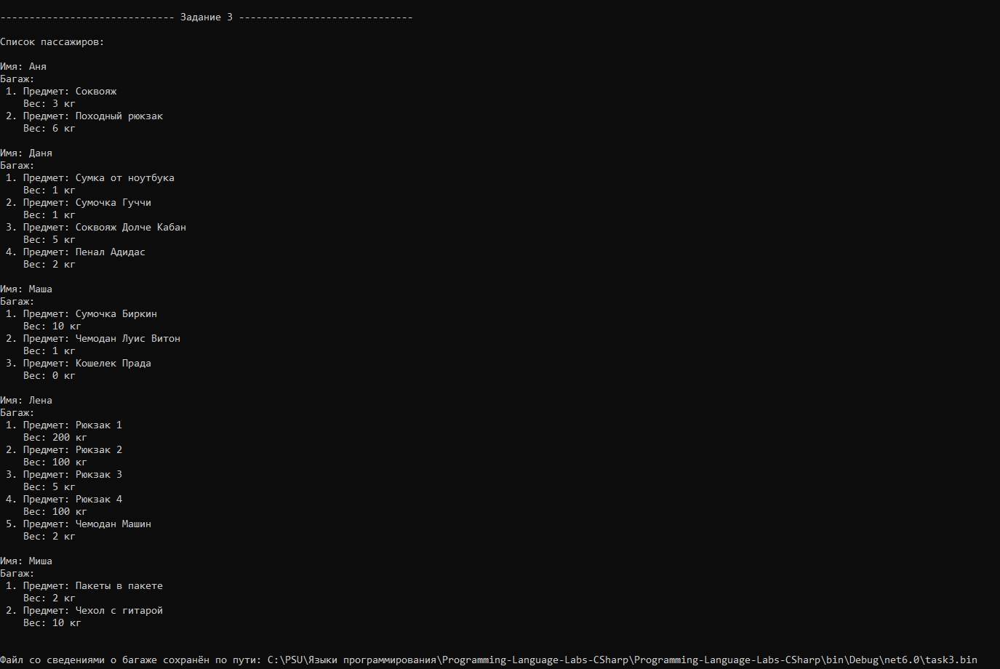 ------------------------------ Задание 3 ------------------------------
Список пассажиров:
Имя: Аня
Багаж:
1. Предмет: Соквояж
Вес: 3 кг
2. Предмет: Походный рюкзак
Вес: 6 кг
Имя: Даня
Багаж:
1. Предмет: Сумка от ноутбука
Вес: 1 кг
2. Предмет: Сумочка Гуччи
Вес: 1 кг
3. Предмет: Соквояж Долче Кабан
Вес: 5 кг
4. Предмет: Пенал Адидас
Вес: 2 кг
Имя: Маша
Багаж:
1. Предмет: Сумочка Биркин
Вес: 10 кг
2. Предмет: Чемодан Луис Витон
Вес: 1 кг
3. Предмет: Кошелек Прада
Вес: 0 кг
Имя: Лена
Багаж:
1. Предмет: Рюкзак 1
Вес: 200 кг
2. Предмет: Рюкзак 2
Вес: 100 кг
3. Предмет: Рюкзак 3
Вес: 5 кг
4. Предмет: Рюкзак 4
Вес: 100 кг
5. Предмет: Чемодан Машин
Вес: 2 кг
Имя: Миша
Багаж:
1. Предмет: Пакеты в пакете
Вес: 2 кг
2. Предмет: Чехол с гитарой
Вес: 10 кг
Файл со сведениями о багаже сохранён по пути: C:\PSU\Языки программирования\Programming-Language-Labs-CSharp\Programming-Language-Labs-CSharp\bin\Debug\net6.0\task3.bin